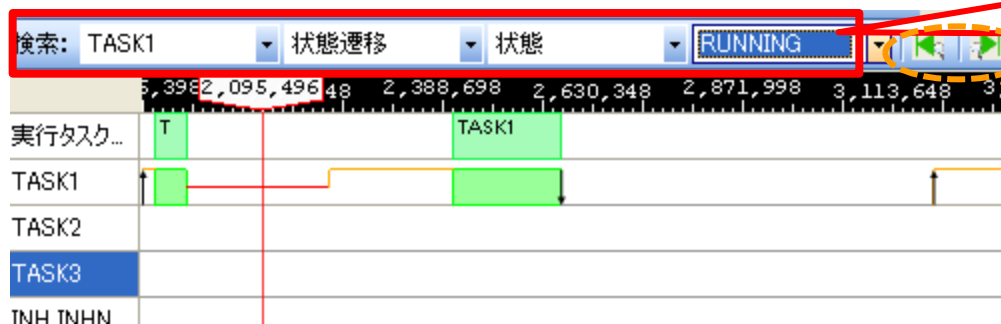 検索: TASK1 状態遷移 状態 RUNNING
5,398 2,095,496 48 2,388,698 2,630,348 2,871,998 3,113,648 3
実行タスク... T TASK1
TASK1
TASK2
TASK3
INH INHN